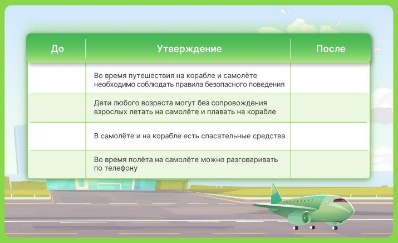 До Утверждение После
Во время путешествия на корабле и самолёте
необходимо соблюдать правила безопасного поведения
Дети любого возраста могут без сопровождения
взрослых летать на самолёте и плавать на корабле
В самолёте и на корабле есть спасательные средства
Во время полёта на самолёте можно разговаривать
по телефону